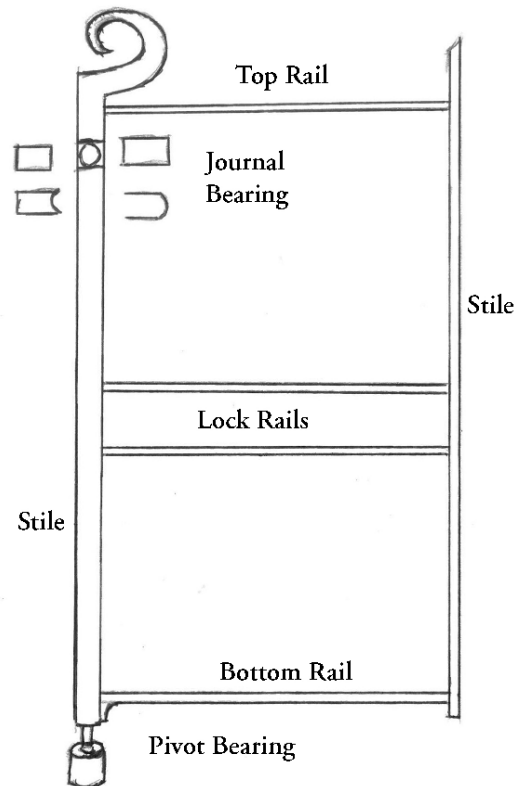 Top Rail
Journal
Bearing
Stile
Lock Rails
Stile
Bottom Rail
Pivot Bearing